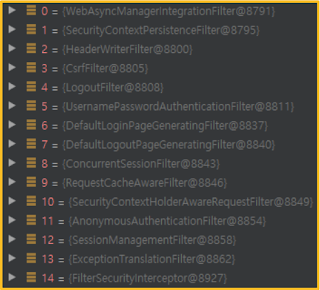 0 = {WebAsyncManagerIntegrationFilter@8791}
1 = {SecurityContextPersistenceFilter@8795}
2 = {HeaderWriterFilter@8800}
3 = {CsrfFilter@8805}
4 = {LogoutFilter@8808}
5 = {UsernamePasswordAuthenticationFilter@8811}
6 = {DefaultLoginPageGeneratingFilter@8837}
7 = {DefaultLogoutPageGeneratingFilter@8840}
8 = {ConcurrentSessionFilter@8843}
9 = {RequestCacheAwareFilter@8846}
10 = {SecurityContextHolderAwareRequestFilter@8849}
11 = {AnonymousAuthenticationFilter@8854}
12 = {SessionManagementFilter@8858}
13 = {ExceptionTranslationFilter@8862}
14 = {FilterSecurityInterceptor@8927}